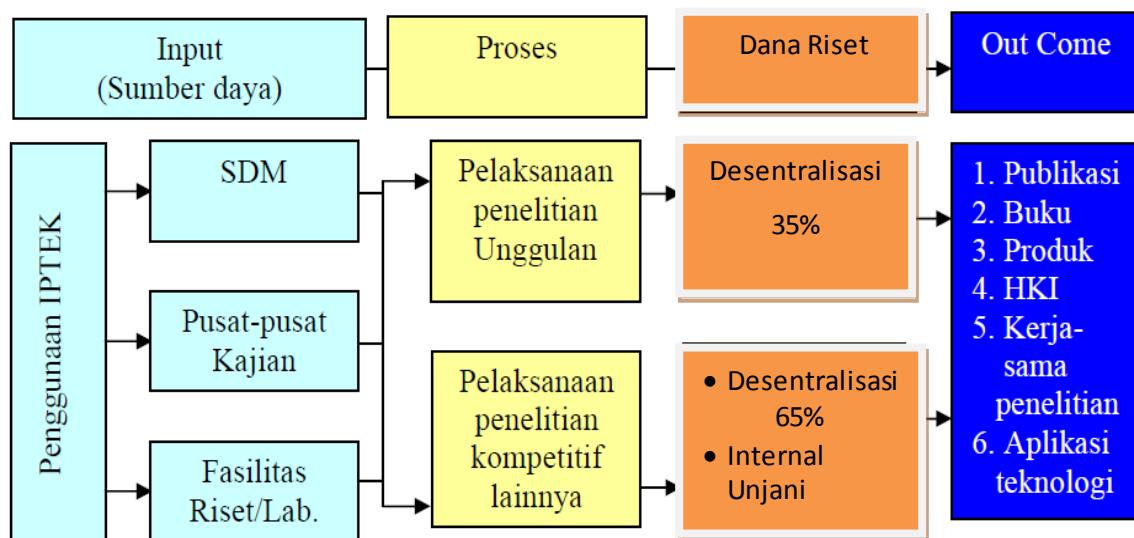 Input
(Sumber daya)
Proses
Dana Riset
Out Come
Penggunaan IPTEK
SDM
Pusat-pusat
Kajian
Fasilitas
Riset/Lab.
Pelaksanaan
penelitian
Unggulan
Pelaksanaan
penelitian
kompetitif
lainnya
Desentralisasi
35%
• Desentralisasi
65%
• Internal
Unjani
1. Publikasi
2. Buku
3. Produk
4. HKI
5. Kerja-
sama
penelitian
6. Aplikasi
teknologi